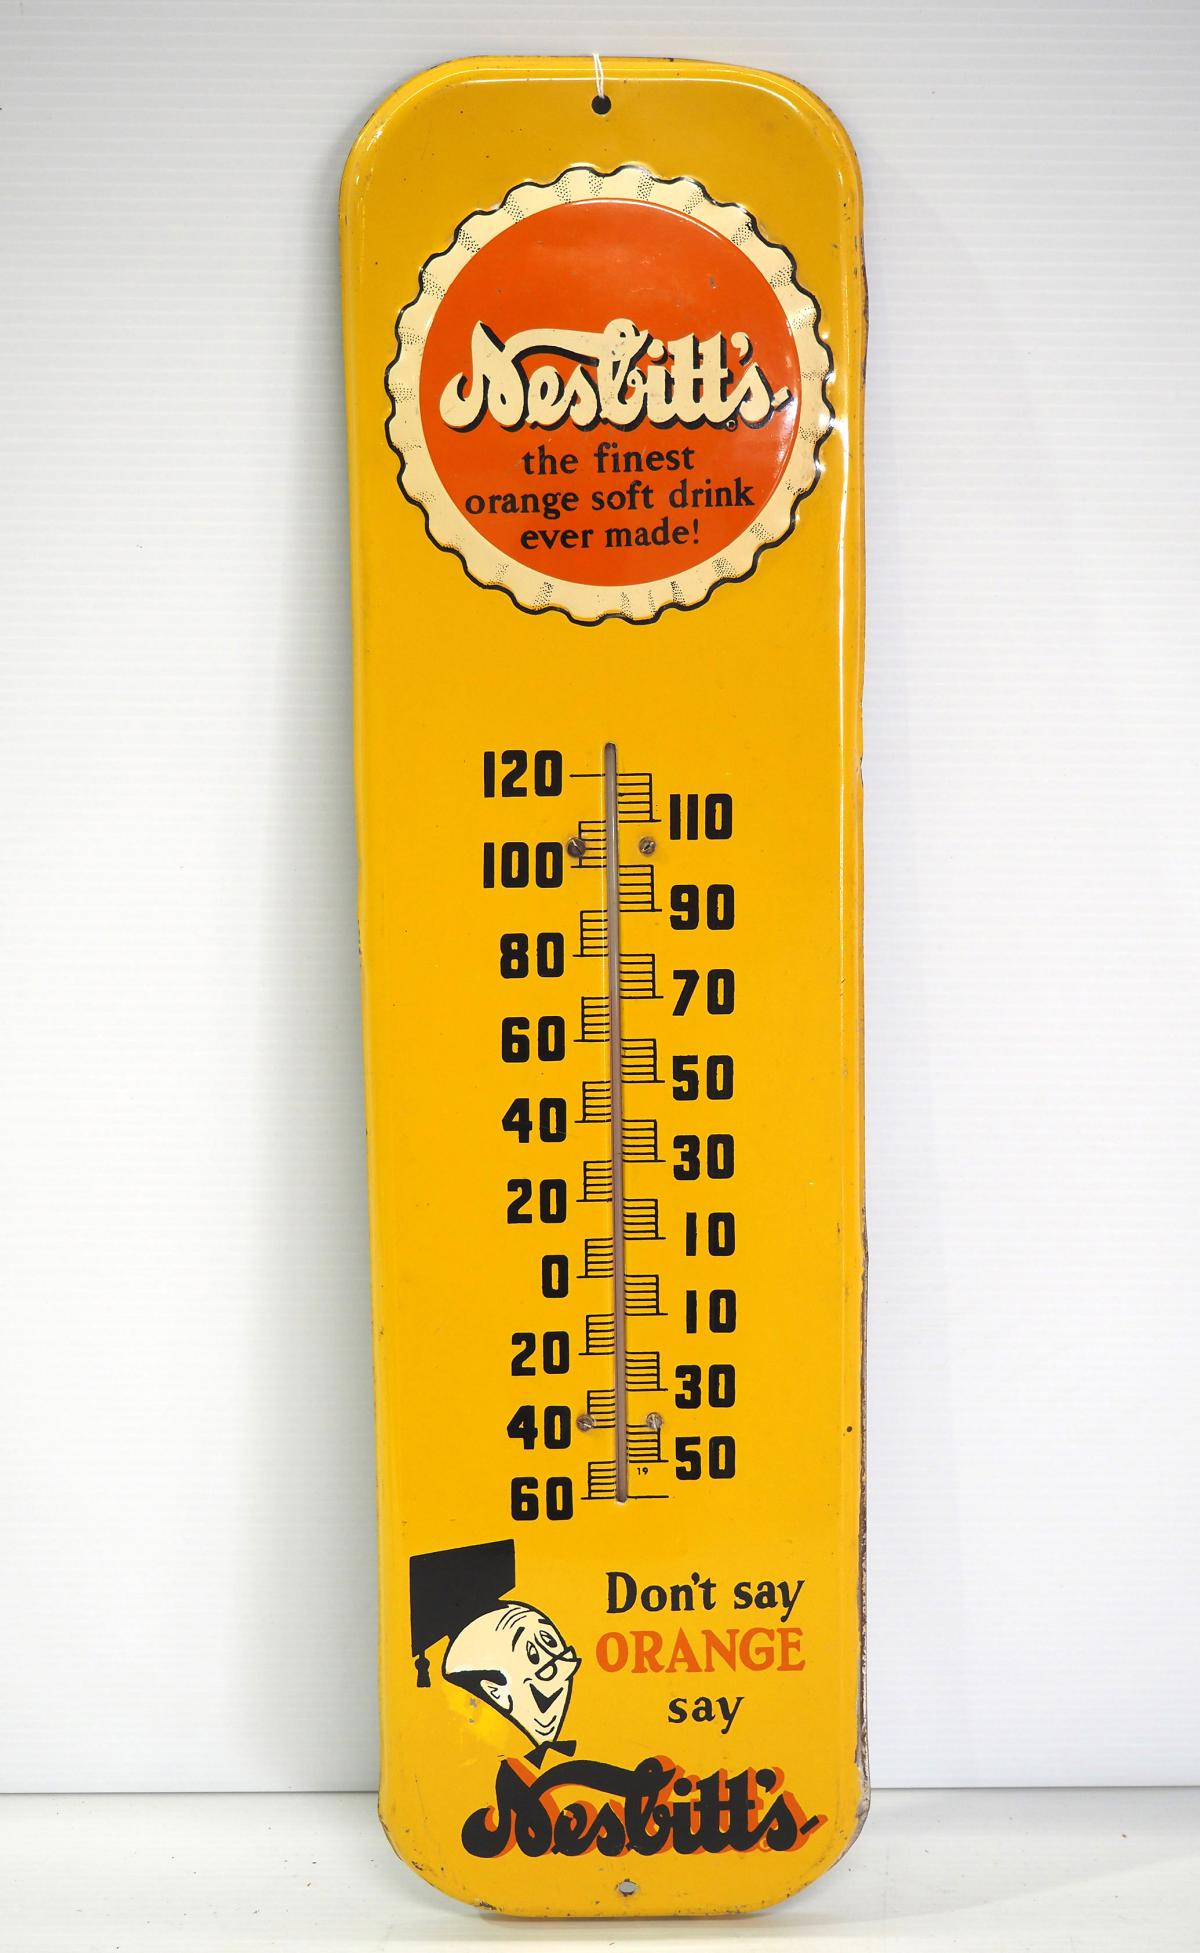 Nesbitt's
the finest
orange soft drink
ever made!
120
110
100
90
80
70
60
50
40
30
20
10
0
10
20
30
40
50
19
60
Don't say
ORANGE
say
Nesbitt's